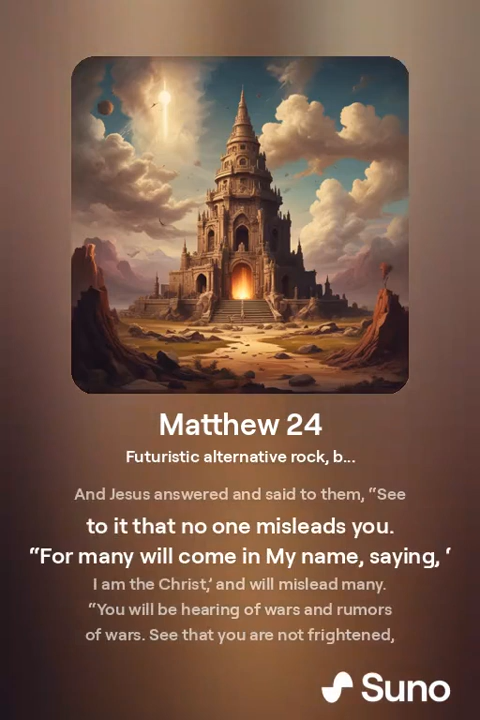 Matthew 24
Futuristic alternative rock, b...
And Jesus answered and said to them, “See
to it that no one misleads you.
“For many will come in My name, saying, ‘
I am the Christ,’ and will mislead many.
“You will be hearing of wars and rumors
of wars. See that you are not frightened,
Suno